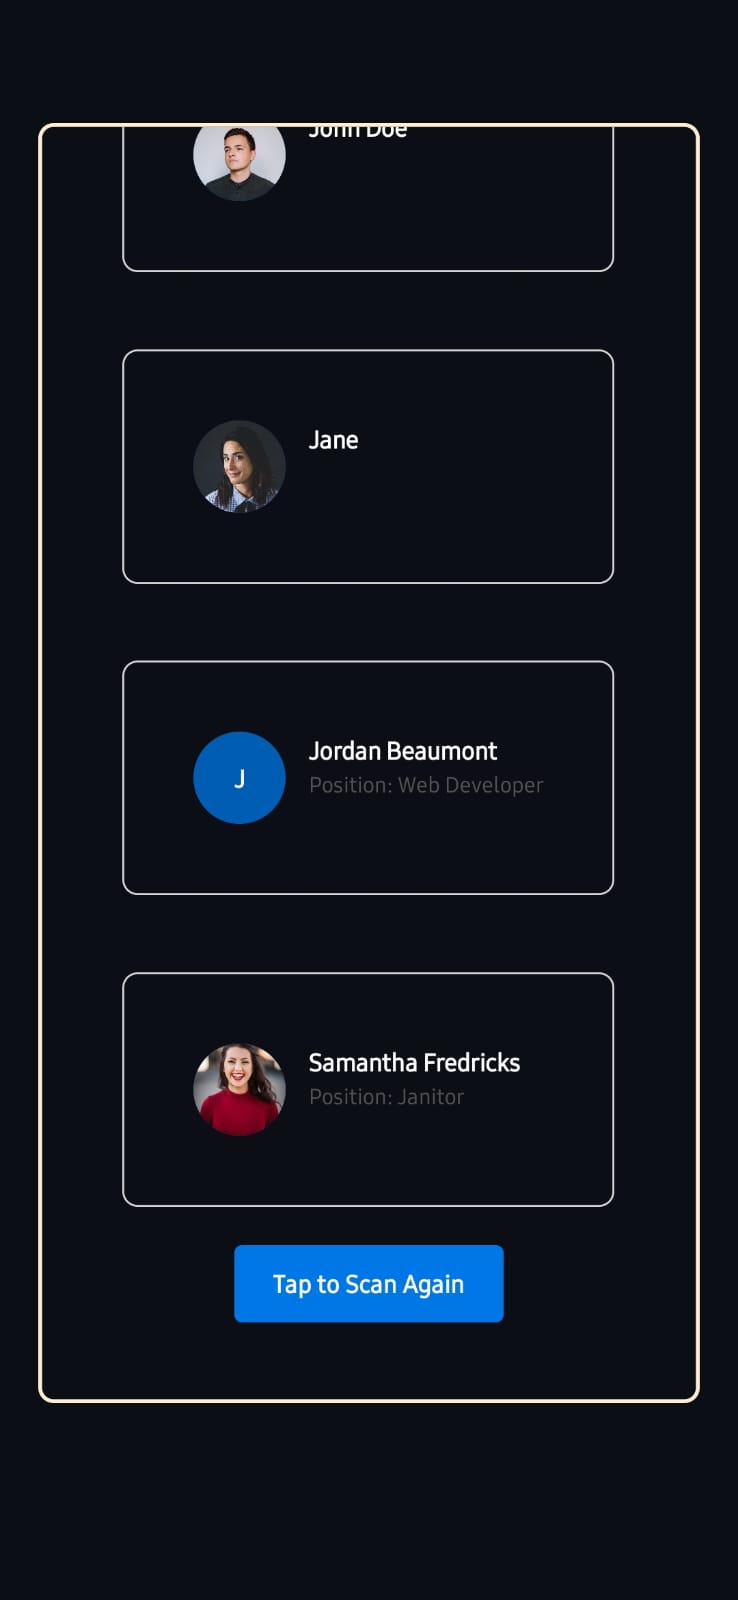 John Doe
Jane
J
Jordan Beaumont
Position: Web Developer
Samantha Fredricks
Position: Janitor
Tap to Scan Again